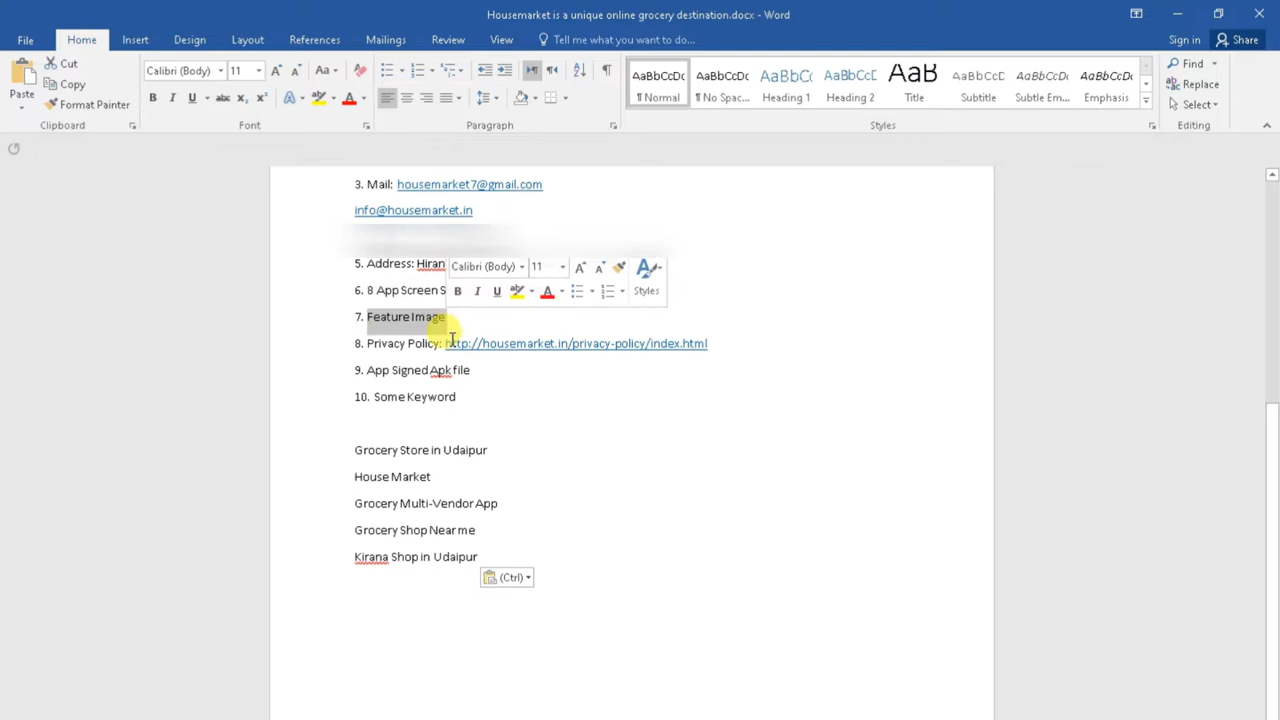 Housemarket is a unique online grocery destination.docx - Word
File Home Insert Design Layout References Mailings Review View Tell me what you want to do... Sign in Share
Paste Cut Copy Format Painter
Calibri (Body) 11 Aa
B I U abc x₂ x² A A
AaBbCcDc AaBbCcDc AaBbC AaBbCcD AaB AaBbCcD AaBbCcDc AaBbCcDc
¶ Normal ¶ No Spac... Heading 1 Heading 2 Title Subtitle Subtle Em... Emphasis
Find Replace Select
Clipboard Font Paragraph Styles Editing
3. Mail: housemarket7@gmail.com
info@housemarket.in
5. Address: Hiran
6. 8 App Screen S
Calibri (Body) 11 A A
B I U A Styles
7. Feature Image
8. Privacy Policy: http://housemarket.in/privacy-policy/index.html
9. App Signed Apk file
10. Some Keyword
Grocery Store in Udaipur
House Market
Grocery Multi-Vendor App
Grocery Shop Near me
Kirana Shop in Udaipur
(Ctrl)